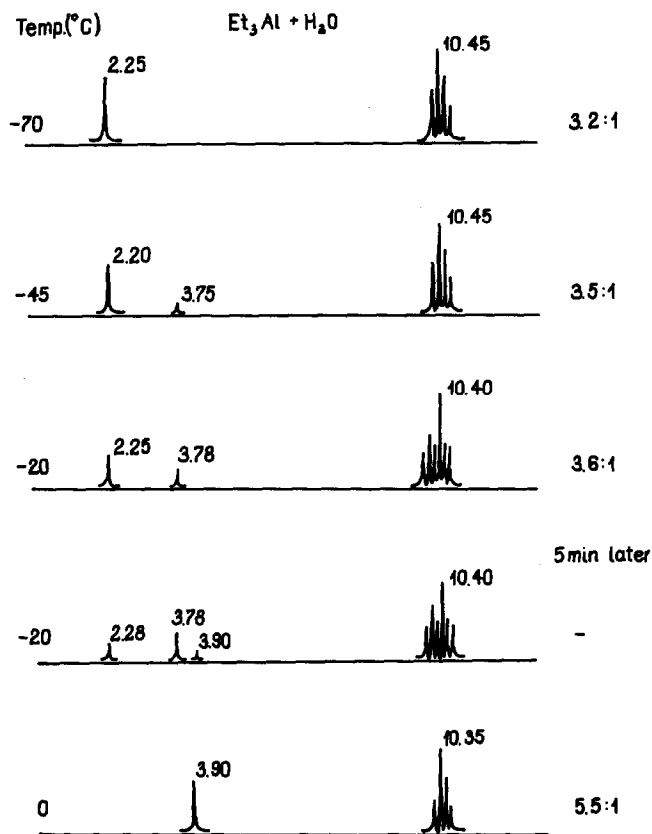 Temp.(°C) Et₃Al + H₂O
2.25 10.45
-70 3.2:1
2.20 10.45
-45 3.75 3.5:1
2.25 3.78 10.40
-20 3.6:1
5 min later
2.28 3.78 3.90 10.40
-20 -
3.90 10.35
0 5.5:1